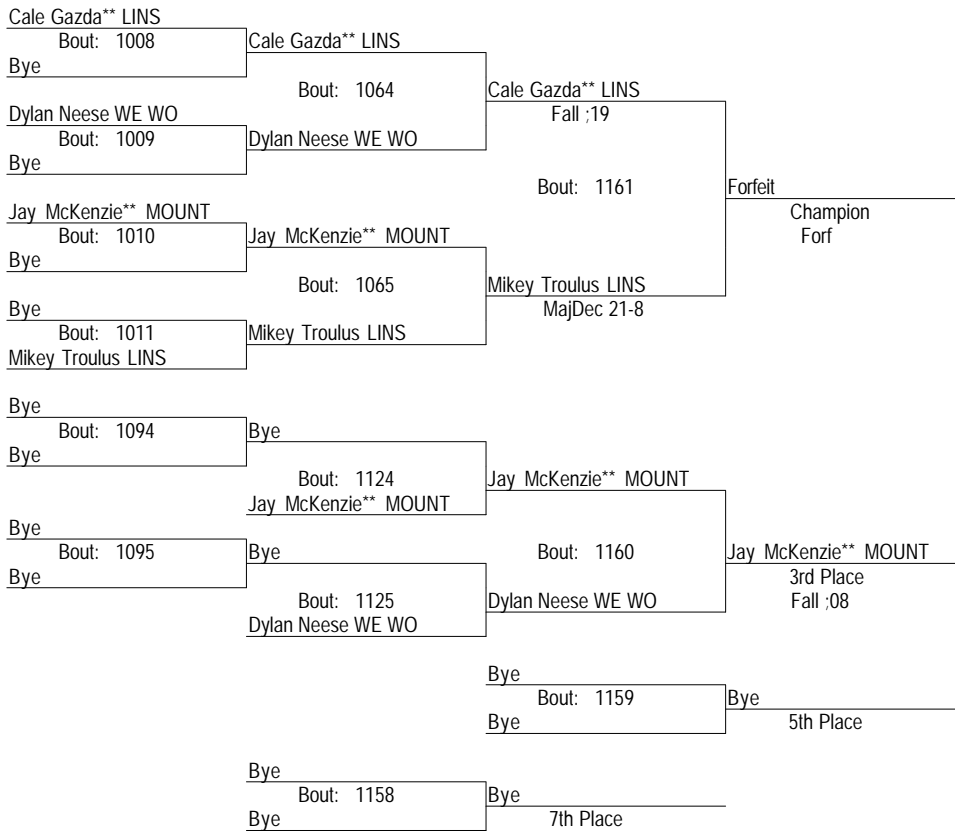 Cale Gazda** LINS
Bout: 1008
Cale Gazda** LINS
Bye
Bout: 1064
Cale Gazda** LINS
Dylan Neese WE WO
Fall ;19
Bout: 1009
Dylan Neese WE WO
Bye
Bout: 1161
Forfeit
Jay McKenzie** MOUNT
Champion
Bout: 1010
Jay McKenzie** MOUNT
Forf
Bye
Bout: 1065
Mikey Troulus LINS
Bye
MajDec 21-8
Bout: 1011
Mikey Troulus LINS
Mikey Troulus LINS
Bye
Bout: 1094
Bye
Bye
Bout: 1124
Jay McKenzie** MOUNT
Jay McKenzie** MOUNT
Bye
Bout: 1095
Bye
Bout: 1160
Jay McKenzie** MOUNT
Bye
3rd Place
Bout: 1125
Dylan Neese WE WO
Fall ;08
Dylan Neese WE WO
Bye
Bout: 1159
Bye
Bye
5th Place
Bye
Bout: 1158
Bye
Bye
7th Place